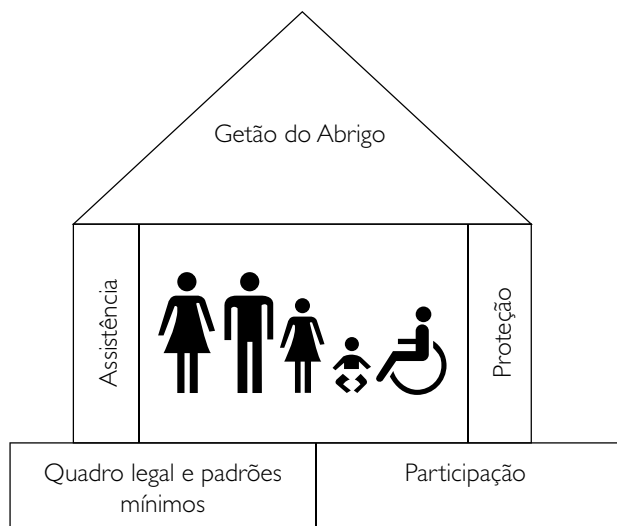 Getão do Abrigo
Assistência
Proteção
Quadro legal e padrões
mínimos
Participação